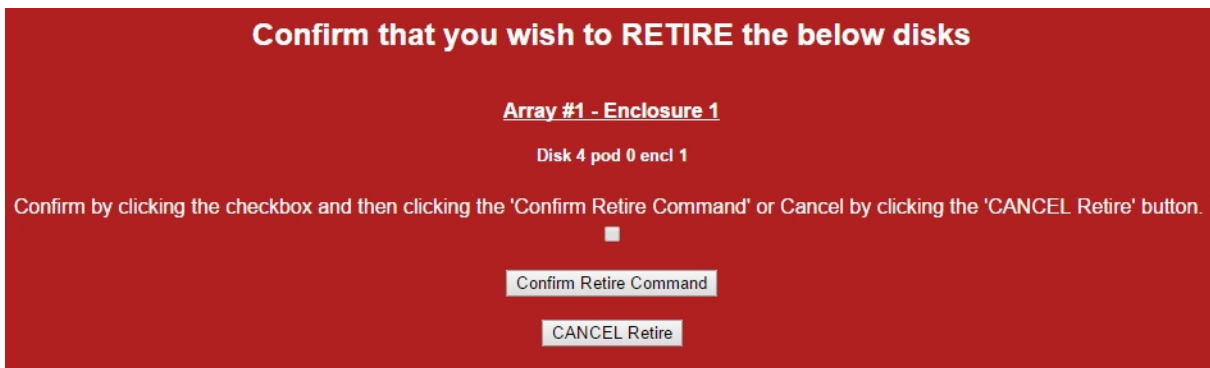 Confirm that you wish to RETIRE the below disks
Array #1 - Enclosure 1
Disk 4 pod 0 encl 1
Confirm by clicking the checkbox and then clicking the 'Confirm Retire Command' or Cancel by clicking the 'CANCEL Retire' button.
Confirm Retire Command
CANCEL Retire